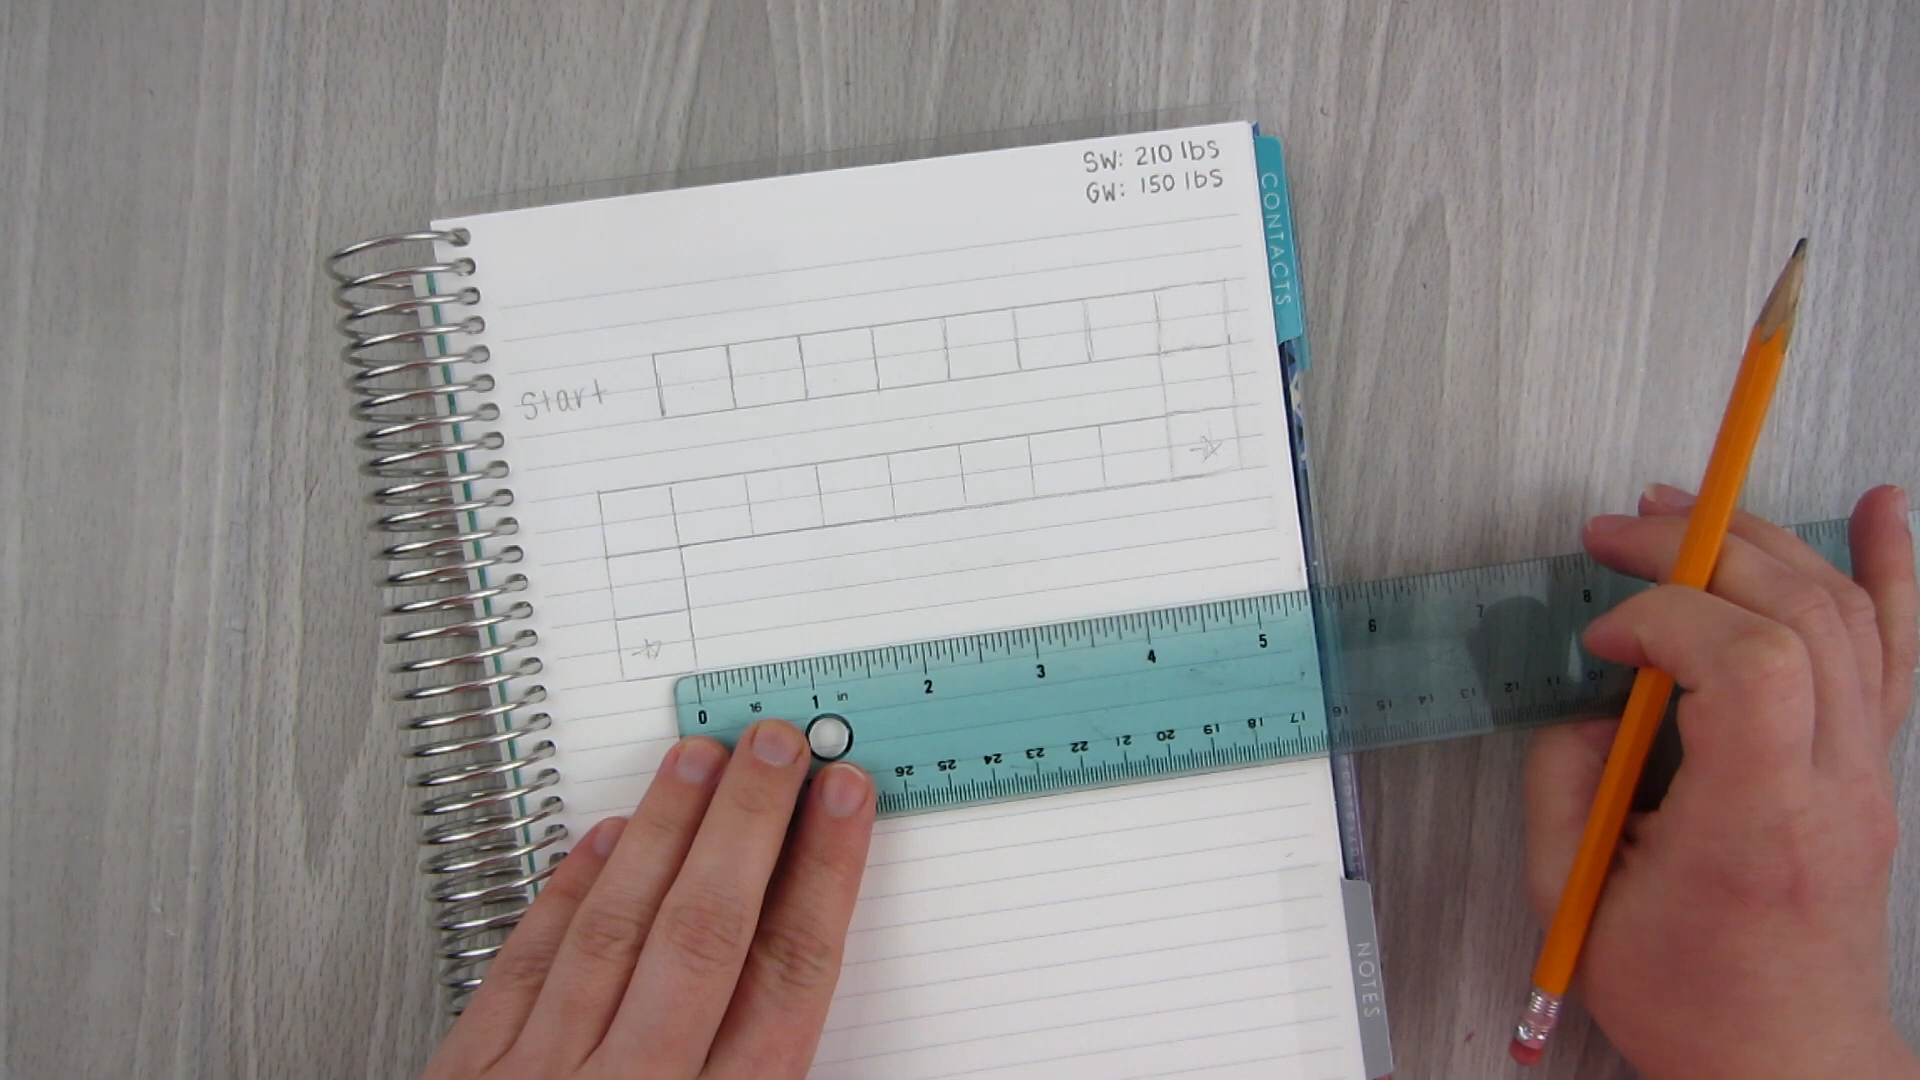 SW: 210 lbs
GW: 150 lbs
CONTACTS
Start
0 16 1 in 2 3 4 5 6 7 8
26 25 24 23 22 21 20 19 18 17 16 15 14 13 12 11 10
NOTES